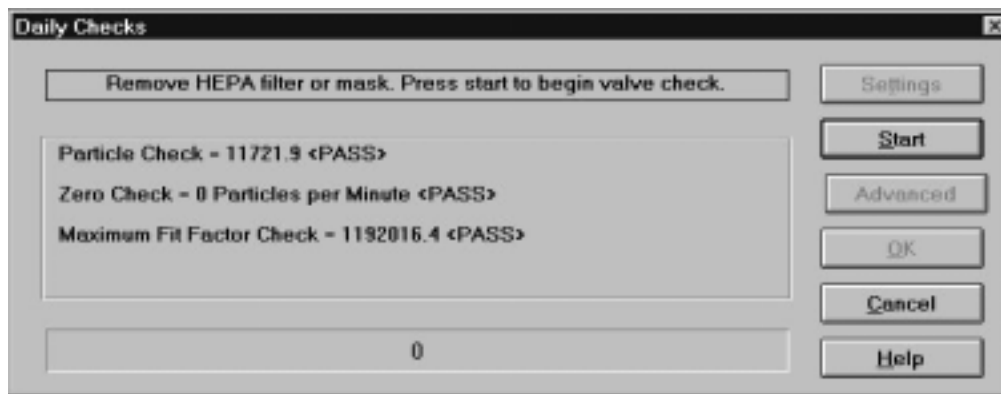 Daily Checks
Remove HEPA filter or mask. Press start to begin valve check.
Settings
Particle Check = 11721.9 <PASS>
Start
Zero Check = 0 Particles per Minute <PASS>
Advanced
Maximum Fit Factor Check = 1192016.4 <PASS>
OK
Cancel
0
Help